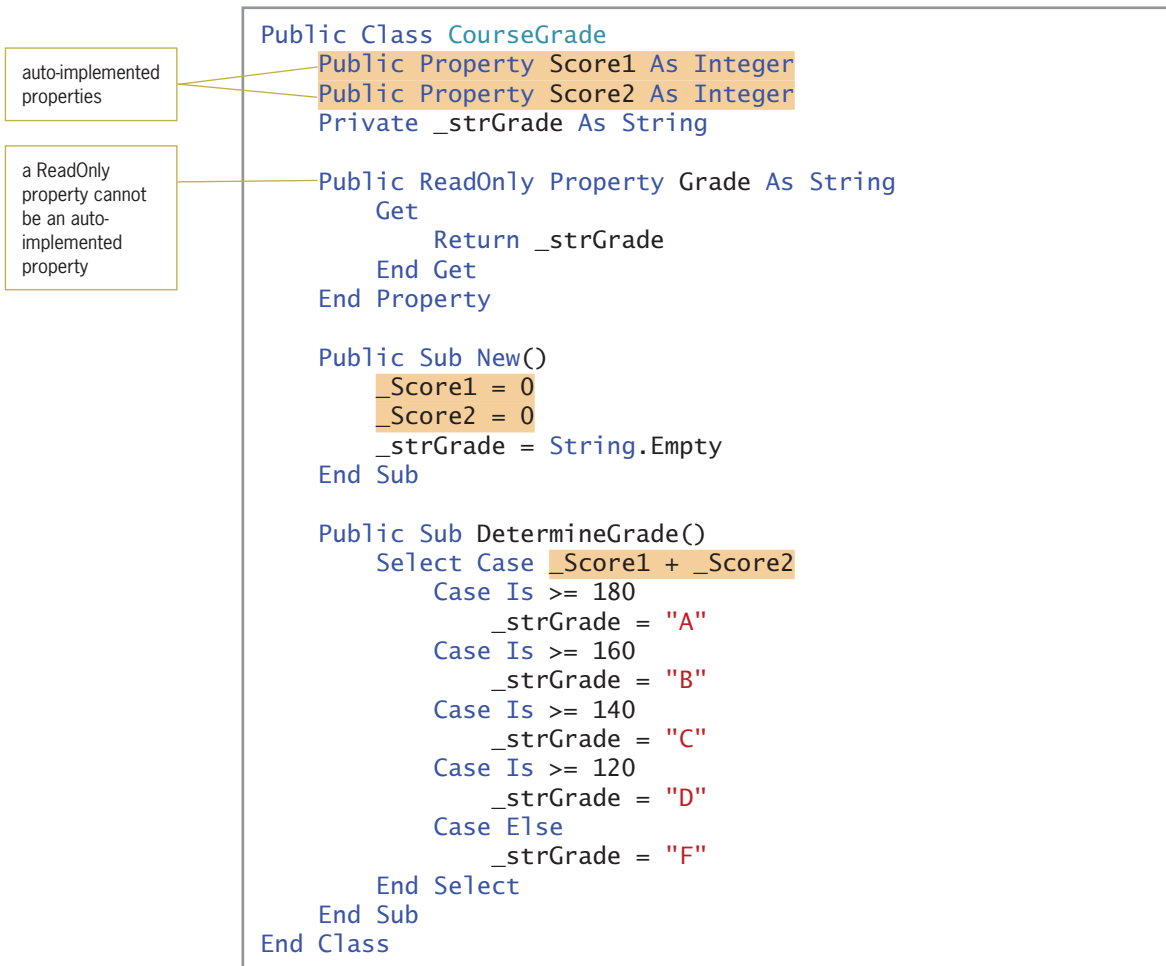 auto-implemented
properties
a ReadOnly
property cannot
be an auto-
implemented
property
Public Class CourseGrade
    Public Property Score1 As Integer
    Public Property Score2 As Integer
    Private _strGrade As String
    Public ReadOnly Property Grade As String
        Get
            Return _strGrade
        End Get
    End Property
    Public Sub New()
        _Score1 = 0
        _Score2 = 0
        _strGrade = String.Empty
    End Sub
    Public Sub DetermineGrade()
        Select Case _Score1 + _Score2
            Case Is >= 180
                _strGrade = "A"
            Case Is >= 160
                _strGrade = "B"
            Case Is >= 140
                _strGrade = "C"
            Case Is >= 120
                _strGrade = "D"
            Case Else
                _strGrade = "F"
        End Select
    End Sub
End Class